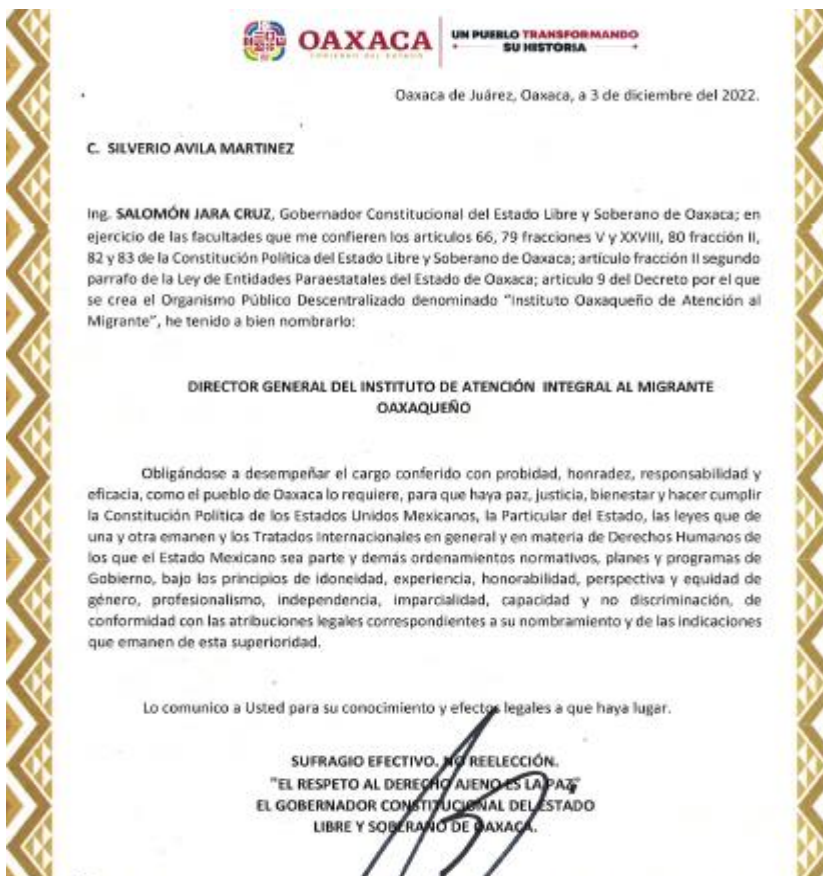 OAXACA
GOBIERNO DEL ESTADO
UN PUEBLO TRANSFORMANDO
SU HISTORIA
Oaxaca de Juárez, Oaxaca, a 3 de diciembre del 2022.
C. SILVERIO AVILA MARTINEZ
Ing. SALOMÓN JARA CRUZ, Gobernador Constitucional del Estado Libre y Soberano de Oaxaca; en
ejercicio de las facultades que me confieren los artículos 66, 79 fracciones V y XXVIII, 80 fracción II,
82 y 83 de la Constitución Política del Estado Libre y Soberano de Oaxaca; artículo fracción II segundo
parrafo de la Ley de Entidades Paraestatales del Estado de Oaxaca; articulo 9 del Decreto por el que
se crea el Organismo Público Descentralizado denominado "Instituto Oaxaqueño de Atención al
Migrante", he tenido a bien nombrarlo:
DIRECTOR GENERAL DEL INSTITUTO DE ATENCIÓN INTEGRAL AL MIGRANTE
OAXAQUEÑO
Obligándose a desempeñar el cargo conferido con probidad, honradez, responsabilidad y
eficacia, como el pueblo de Oaxaca lo requiere, para que haya paz, justicia, bienestar y hacer cumplir
la Constitución Política de los Estados Unidos Mexicanos, la Particular del Estado, las leyes que de
una y otra emanen y los Tratados Internacionales en general y en materia de Derechos Humanos de
los que el Estado Mexicano sea parte y demás ordenamientos normativos, planes y programas de
Gobierno, bajo los principios de idoneidad, experiencia, honorabilidad, perspectiva y equidad de
género, profesionalismo, independencia, imparcialidad, capacidad y no discriminación, de
conformidad con las atribuciones legales correspondientes a su nombramiento y de las indicaciones
que emanen de esta superioridad.
Lo comunico a Usted para su conocimiento y efectos legales a que haya lugar.
SUFRAGIO EFECTIVO. NO REELECCIÓN.
"EL RESPETO AL DERECHO AJENO ES LA PAZ"
EL GOBERNADOR CONSTITUCIONAL DEL ESTADO
LIBRE Y SOBERANO DE OAXACA.